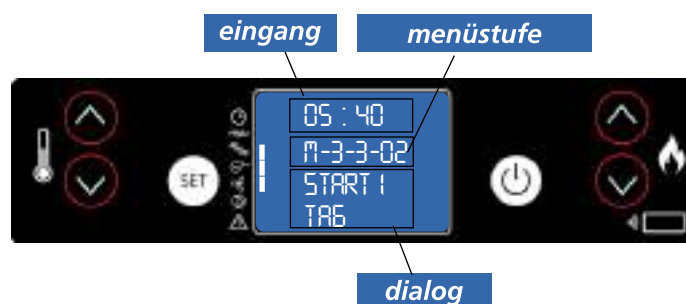 eingang
menüstufe
05 : 40
M-3-3-02
SET
START 1
TAG
dialog